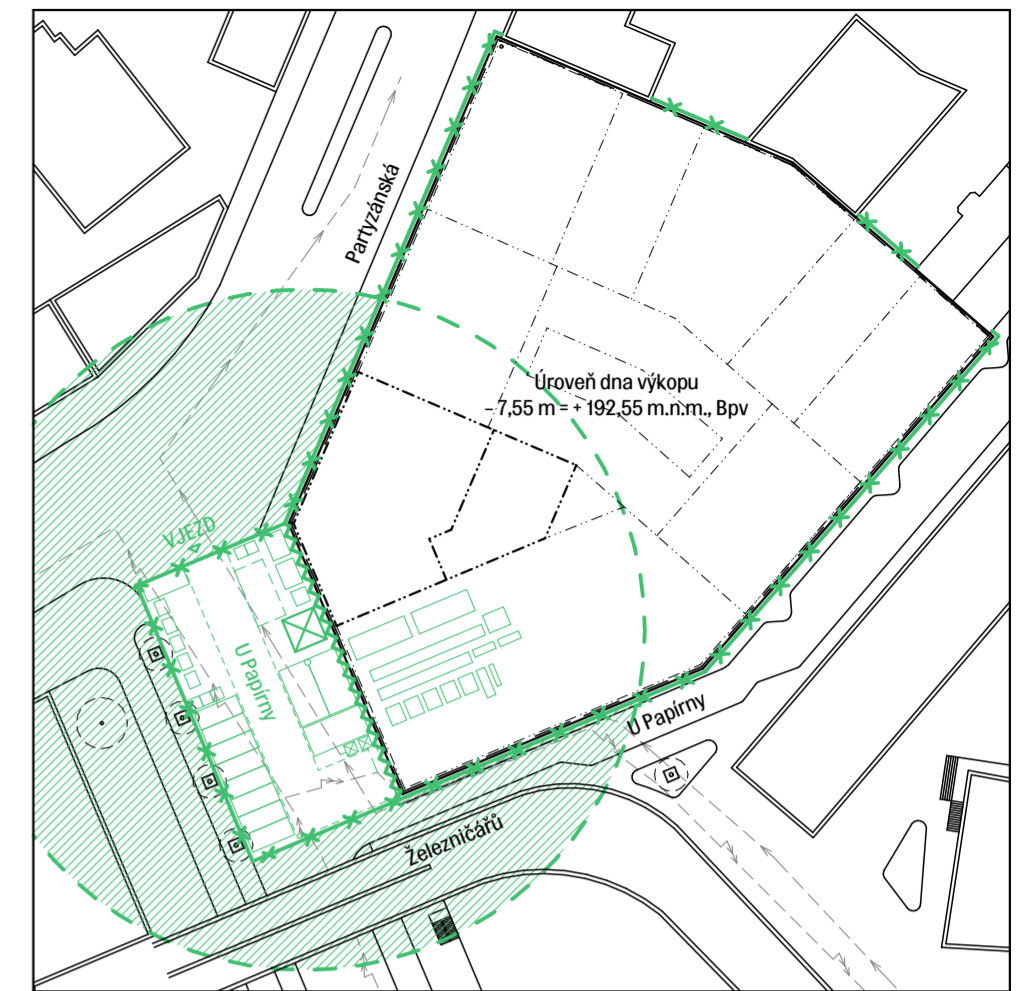 Partyzánská
Úroveň dna výkopu
- 7,55 m = + 192,55 m.n.m., Bpv
VJEZD
U Papírny
U Papírny
Železničářů